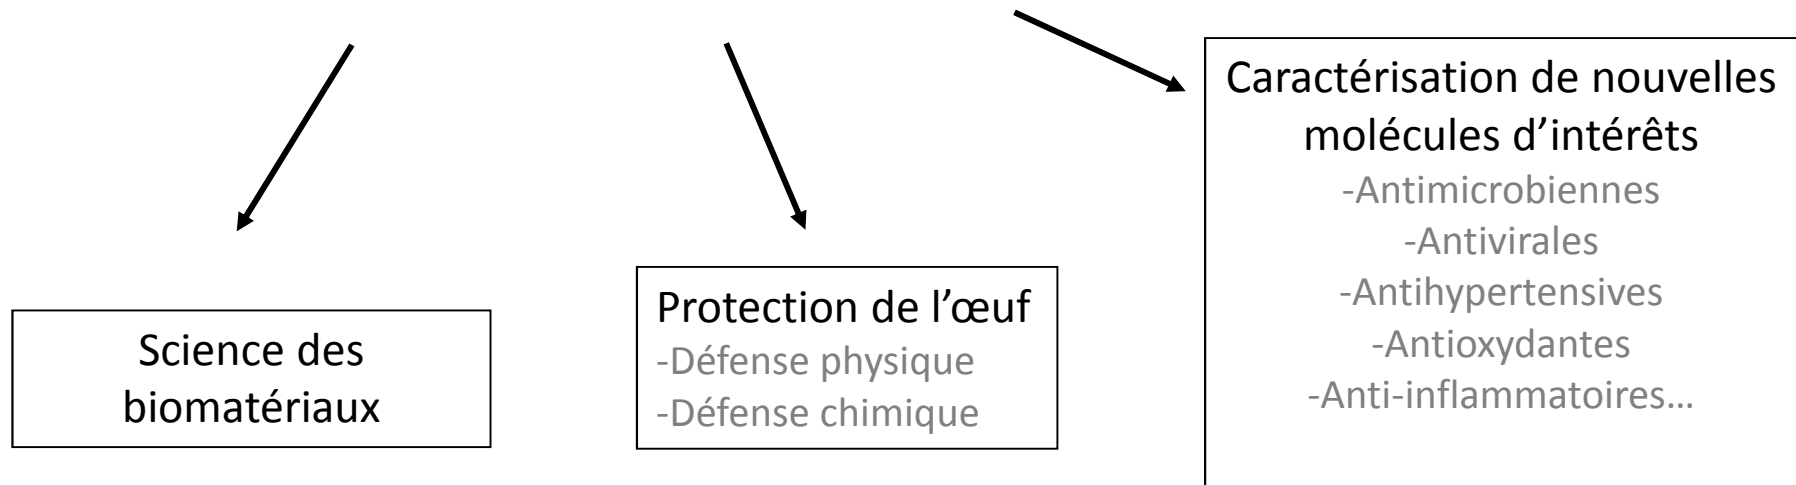 Science des
biomatériaux
Protection de l’œuf
-Défense physique
-Défense chimique
Caractérisation de nouvelles
molécules d’intérêts
-Antimicrobiennes
-Antivirales
-Antihypertensives
-Antioxydantes
-Anti-inflammatoires…